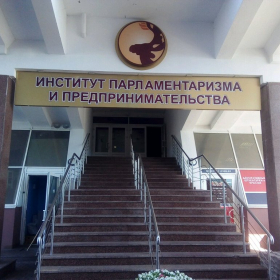 ИНСТИТУТ ПАРЛАМЕНТАРИЗМА
И ПРЕДПРИНИМАТЕЛЬСТВА